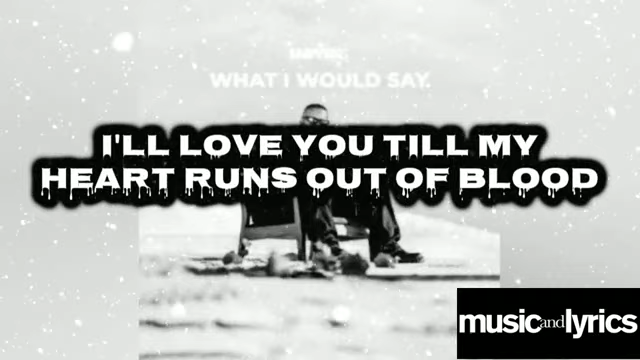 WHAT I WOULD SAY.
I'LL LOVE YOU TILL MY
HEART RUNS OUT OF BLOOD
musicandlyrics